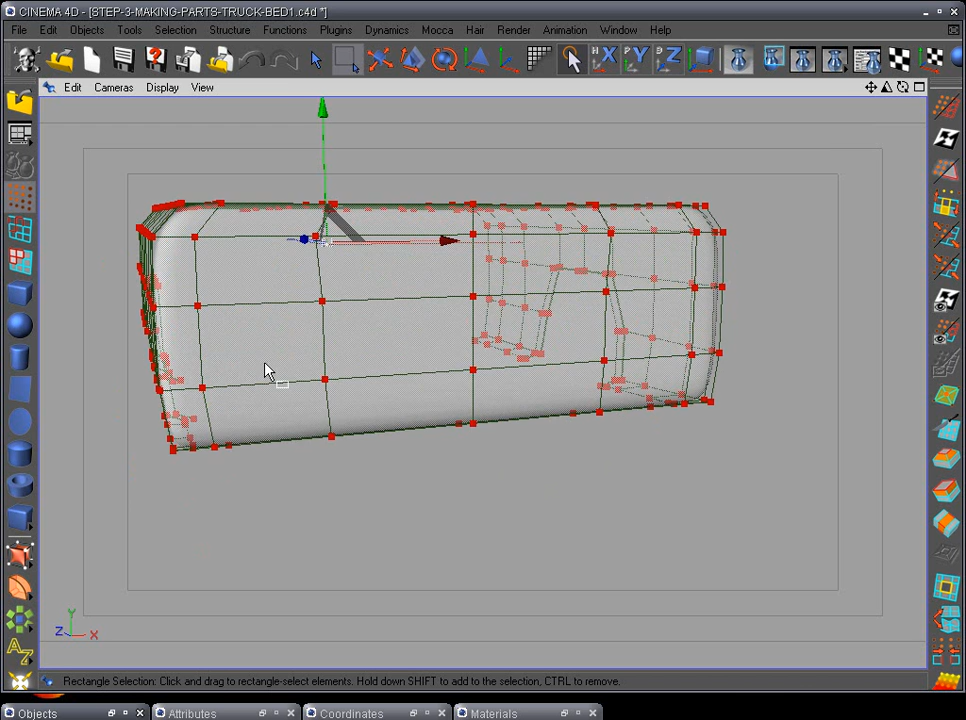 CINEMA 4D - [STEP-3-MAKING-PARTS-TRUCK-BED1.c4d *]
File Edit Objects Tools Selection Structure Functions Plugins Dynamics Mocca Hair Render Animation Window Help
X Y Z
Edit Cameras Display View
Y
Z X
Rectangle Selection: Click and drag to rectangle-select elements. Hold down SHIFT to add to the selection, CTRL to remove.
Objects Attributes Coordinates Materials